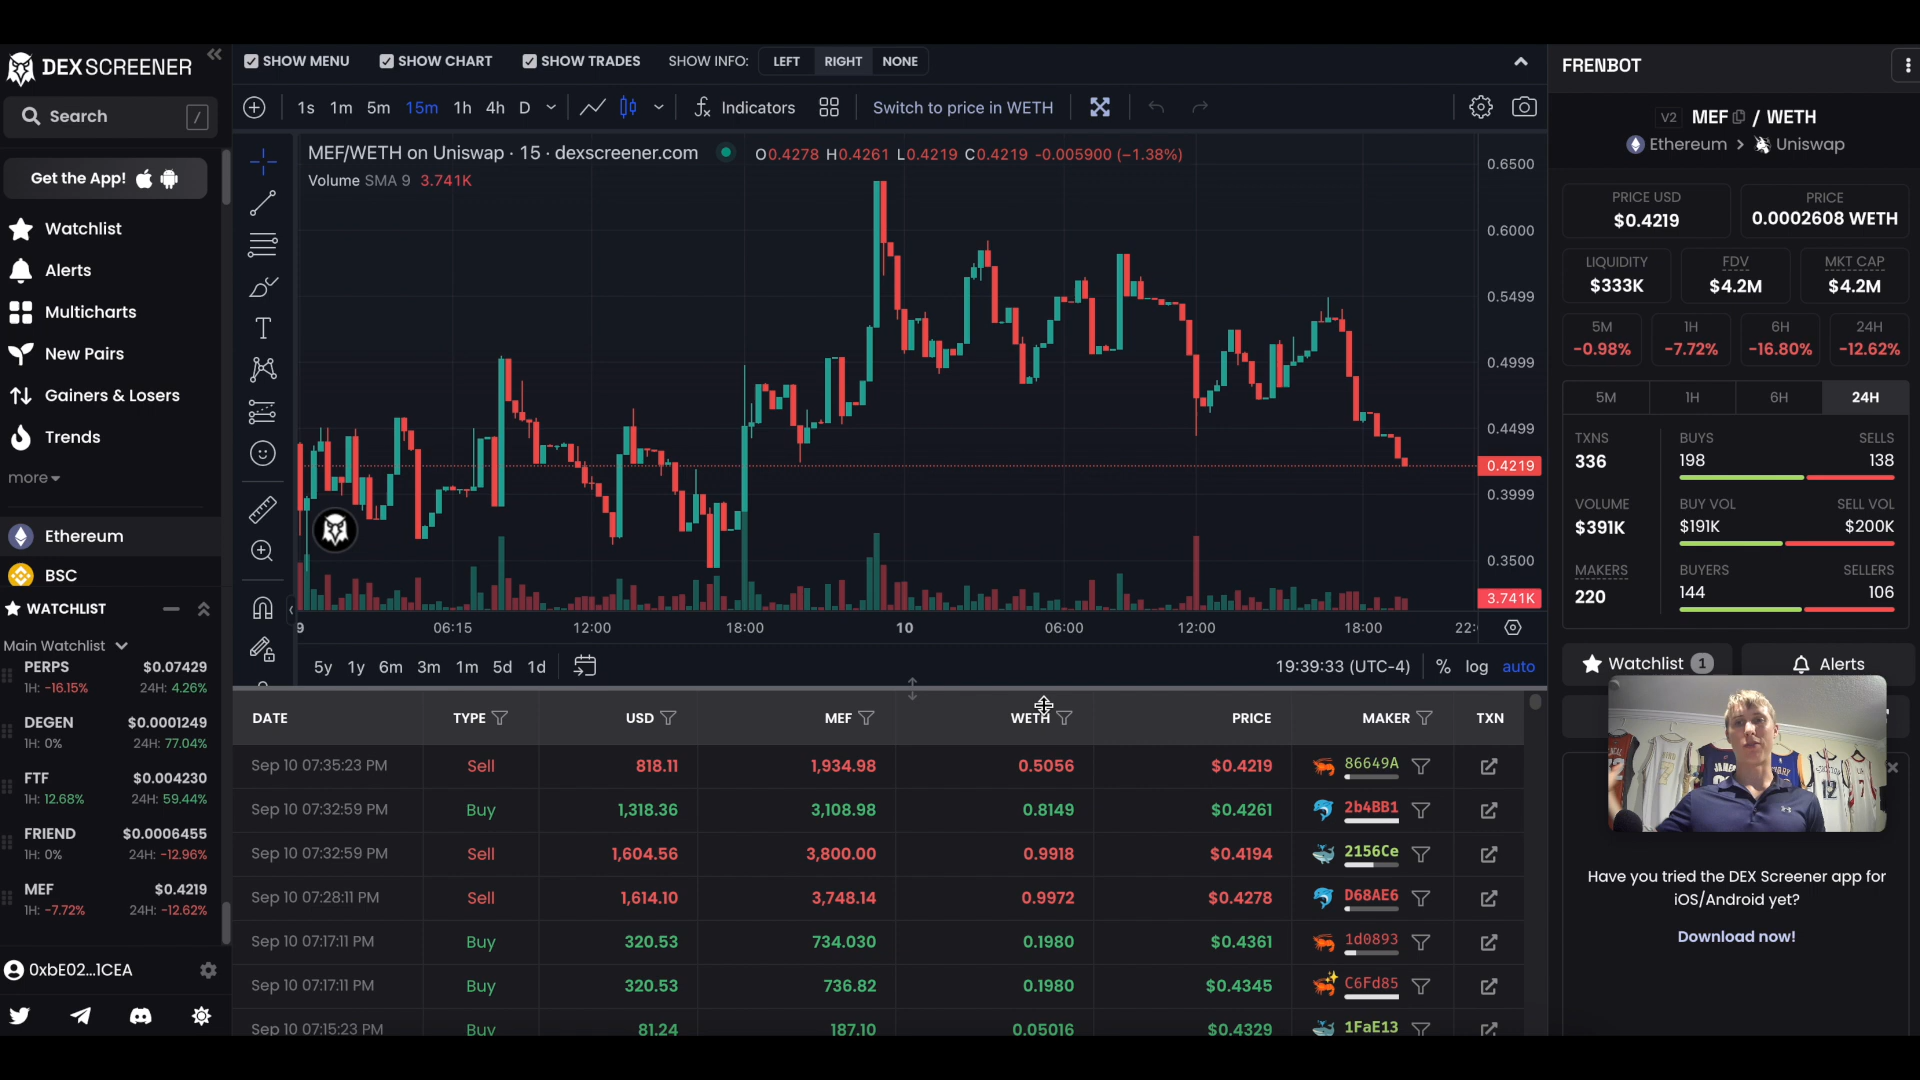 DEX SCREENER
Search /
Get the App!
Watchlist
Alerts
Multicharts
New Pairs
Gainers & Losers
Trends
more
Ethereum
BSC
WATCHLIST
Main Watchlist
PERPS $0.07429
1H: -16.15% 24H: 4.26%
DEGEN $0.0001249
1H: 0% 24H: 77.04%
FTF $0.004230
1H: 12.68% 24H: 59.44%
FRIEND $0.0006455
1H: 0% 24H: -12.96%
MEF $0.4219
1H: -7.72% 24H: -12.62%
0xbE02...1CEA
SHOW MENU SHOW CHART SHOW TRADES SHOW INFO: LEFT RIGHT NONE
1s 1m 5m 15m 1h 4h D Indicators Switch to price in WETH
MEF/WETH on Uniswap · 15 · dexscreener.com O0.4278 H0.4261 L0.4219 C0.4219 -0.005900 (−1.38%)
Volume SMA 9 3.741K
0.6500
0.6000
0.5499
0.4999
0.4499
0.4219
0.3999
0.3500
3.741K
9 06:15 12:00 18:00 10 06:00 12:00 18:00 22:
5y 1y 6m 3m 1m 5d 1d 19:39:33 (UTC-4) % log auto
DATE TYPE USD MEF WETH PRICE MAKER TXN
Sep 10 07:35:23 PM Sell 818.11 1,934.98 0.5056 $0.4219 86649A
Sep 10 07:32:59 PM Buy 1,318.36 3,108.98 0.8149 $0.4261 2b4BB1
Sep 10 07:32:59 PM Sell 1,604.56 3,800.00 0.9918 $0.4194 2156Ce
Sep 10 07:28:11 PM Sell 1,614.10 3,748.14 0.9972 $0.4278 D68AE6
Sep 10 07:17:11 PM Buy 320.53 734.030 0.1980 $0.4361 1d0893
Sep 10 07:17:11 PM Buy 320.53 736.82 0.1980 $0.4345 C6Fd85
Sep 10 07:15:23 PM Buy 81.24 187.10 0.05016 $0.4329 1FaE13
FRENBOT
V2 MEF / WETH
Ethereum > Uniswap
PRICE USD PRICE
$0.4219 0.0002608 WETH
LIQUIDITY FDV MKT CAP
$333K $4.2M $4.2M
5M 1H 6H 24H
-0.98% -7.72% -16.80% -12.62%
5M 1H 6H 24H
TXNS BUYS SELLS
336 198 138
VOLUME BUY VOL SELL VOL
$391K $191K $200K
MAKERS BUYERS SELLERS
220 144 106
Watchlist 1 Alerts
Have you tried the DEX Screener app for
iOS/Android yet?
Download now!